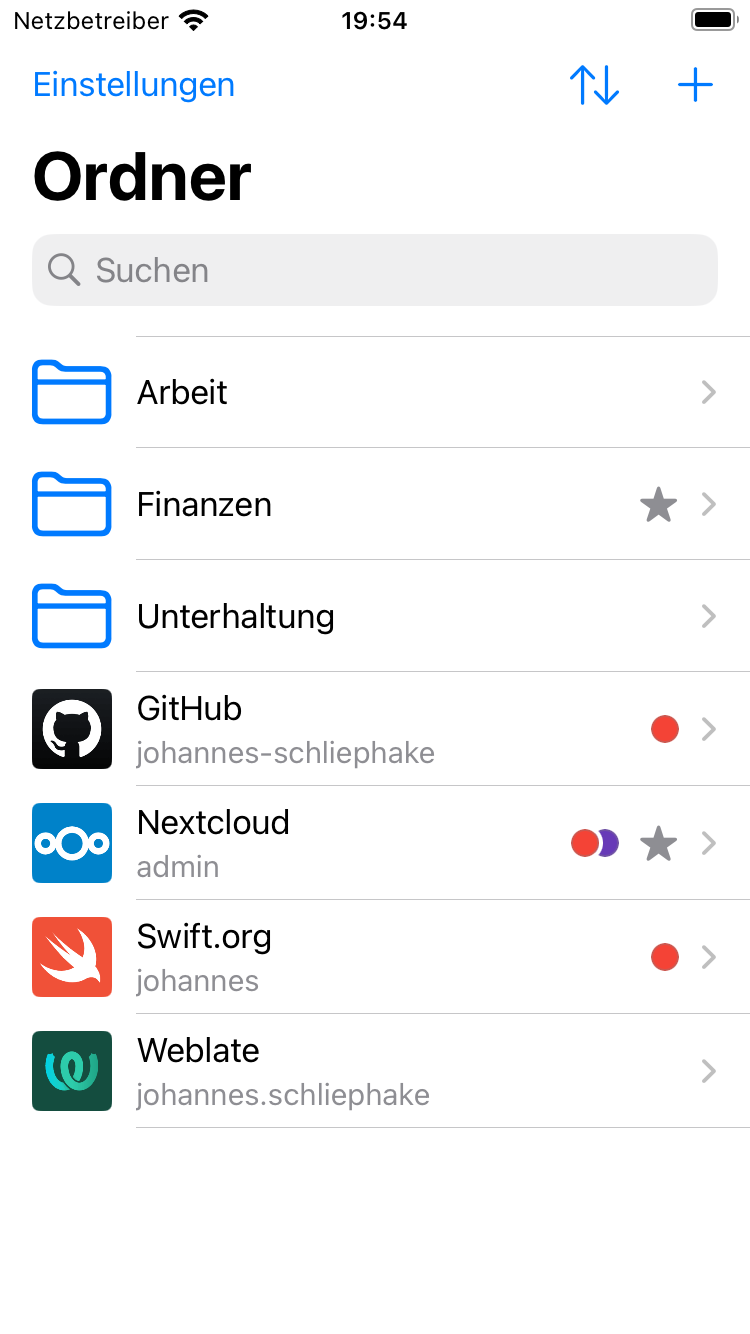 Netzbetreiber 19:54
Einstellungen
Ordner
Suchen
Arbeit
Finanzen
Unterhaltung
GitHub
johannes-schliephake
Nextcloud
admin
Swift.org
johannes
Weblate
johannes.schliephake